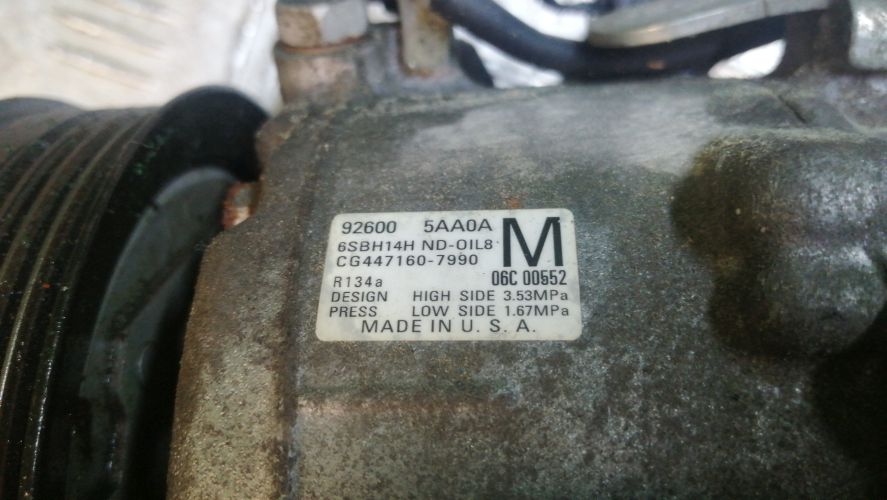 92600 5AA0A
6SBH14H ND-OIL8 M
CG447160-7990
R134a 06C 00552
DESIGN HIGH SIDE 3.53MPa
PRESS LOW SIDE 1.67MPa
MADE IN U.S.A.